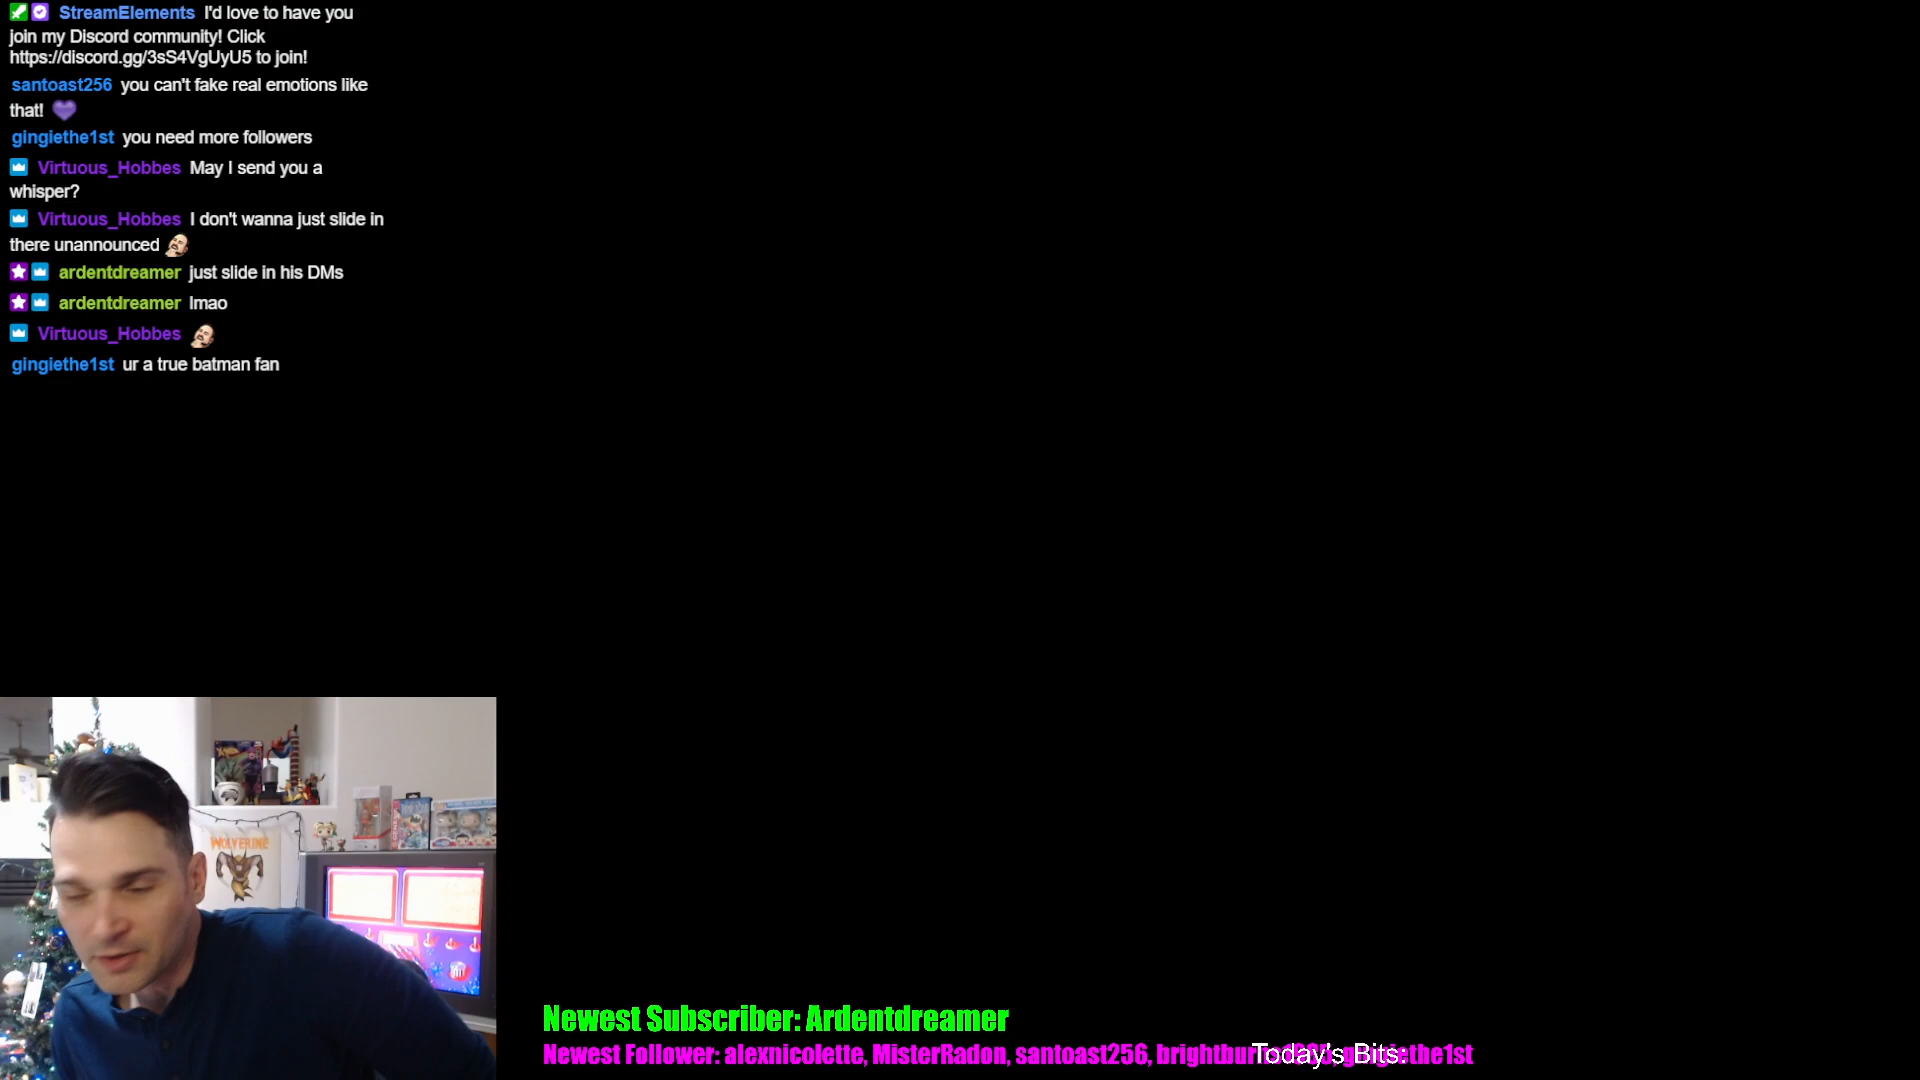 StreamElements I'd love to have you
join my Discord community! Click
https://discord.gg/3sS4VgUyU5 to join!
santoast256 you can't fake real emotions like
that!
gingiethe1st you need more followers
Virtuous_Hobbes May I send you a
whisper?
Virtuous_Hobbes I don't wanna just slide in
there unannounced
ardentdreamer just slide in his DMs
ardentdreamer lmao
Virtuous_Hobbes
gingiethe1st ur a true batman fan
WOLVERINE
Newest Subscriber: Ardentdreamer
Newest Follower: alexnicolette, MisterRadon, santoast256, gingiethe1st
Today's Bits: